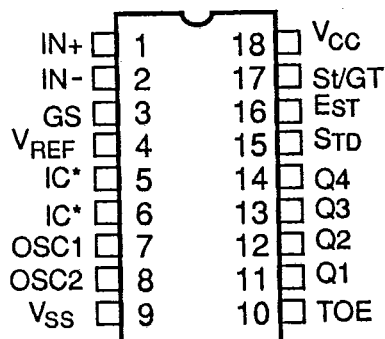 IN+ 1 18 VCC
IN- 2 17 St/GT
GS 3 16 EST
VREF 4 15 STD
IC* 5 14 Q4
IC* 6 13 Q3
OSC1 7 12 Q2
OSC2 8 11 Q1
VSS 9 10 TOE